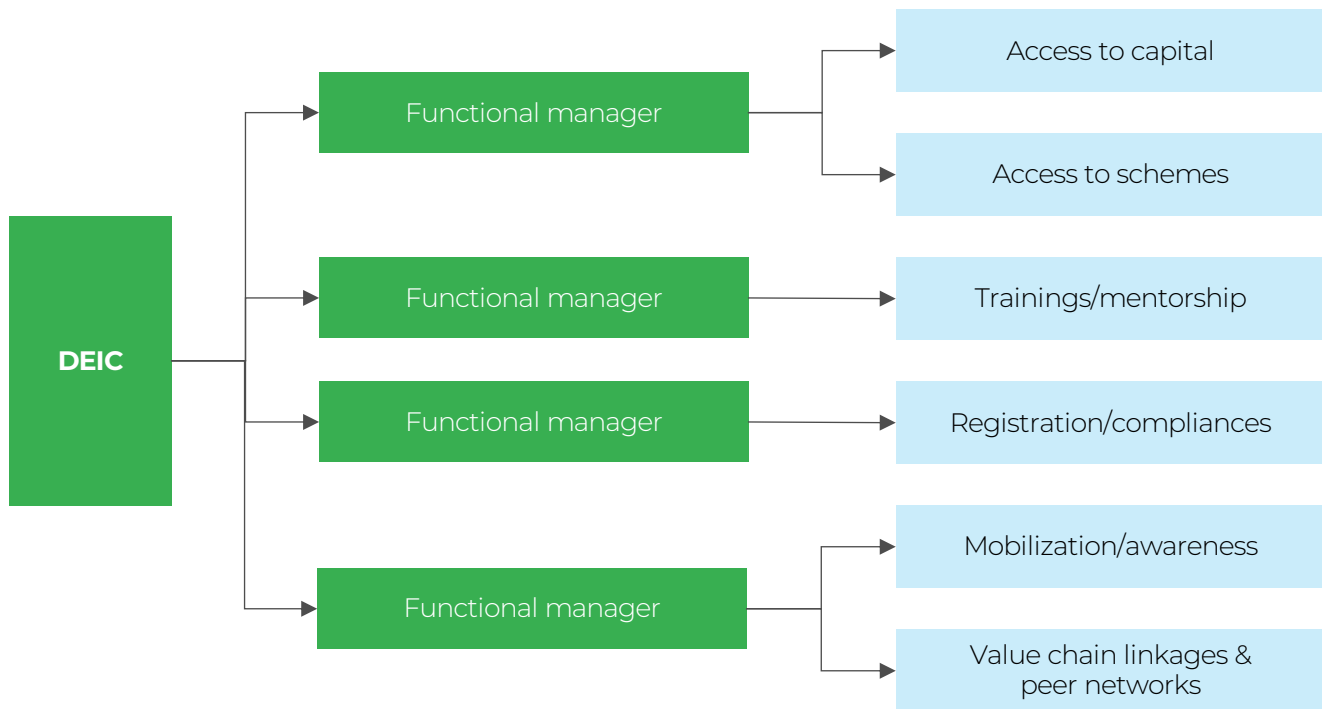 DEIC
Functional manager
Access to capital
Access to schemes
Functional manager
Trainings/mentorship
Functional manager
Registration/compliances
Functional manager
Mobilization/awareness
Value chain linkages &
peer networks